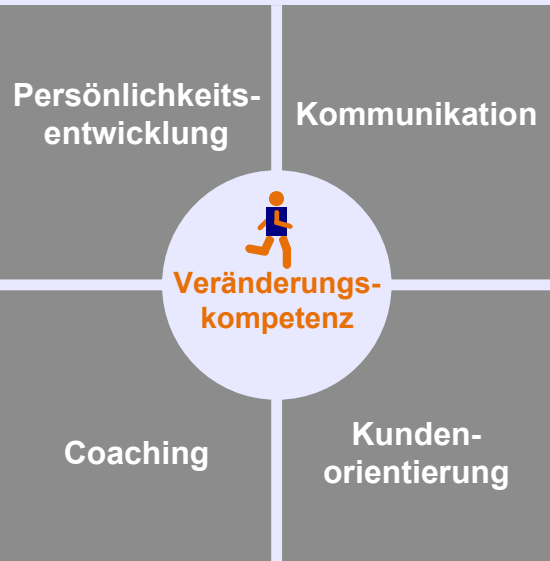 Persönlichkeits-
entwicklung
Kommunikation
Veränderungs-
kompetenz
Coaching
Kunden-
orientierung